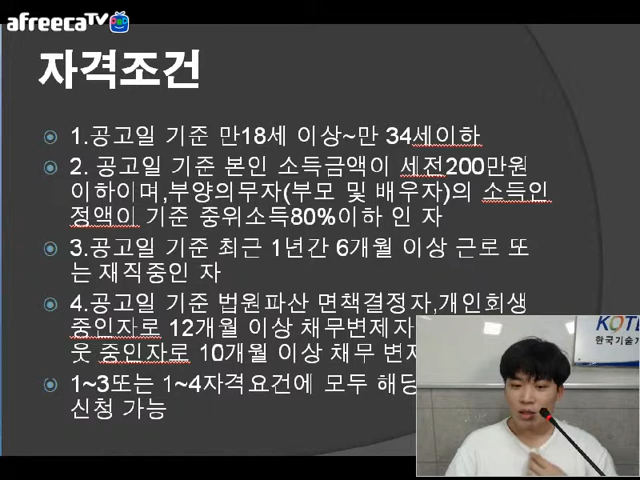 afreecaTV
자격조건
1.공고일 기준 만18세 이상~만 34세이하
2. 공고일 기준 본인 소득금액이 세전200만원
이하이며,부양의무자(부모 및 배우자)의 소득인
정액이 기준 중위소득80%이하 인 자
3.공고일 기준 최근 1년간 6개월 이상 근로 또
는 재직중인 자
4.공고일 기준 법원파산 면책결정자,개인회생
중인자로 12개월 이상 채무변제자
웃 중인자로 10개월 이상 채무 변제
1~3또는 1~4자격요건에 모두 해당
신청 가능
한국기술